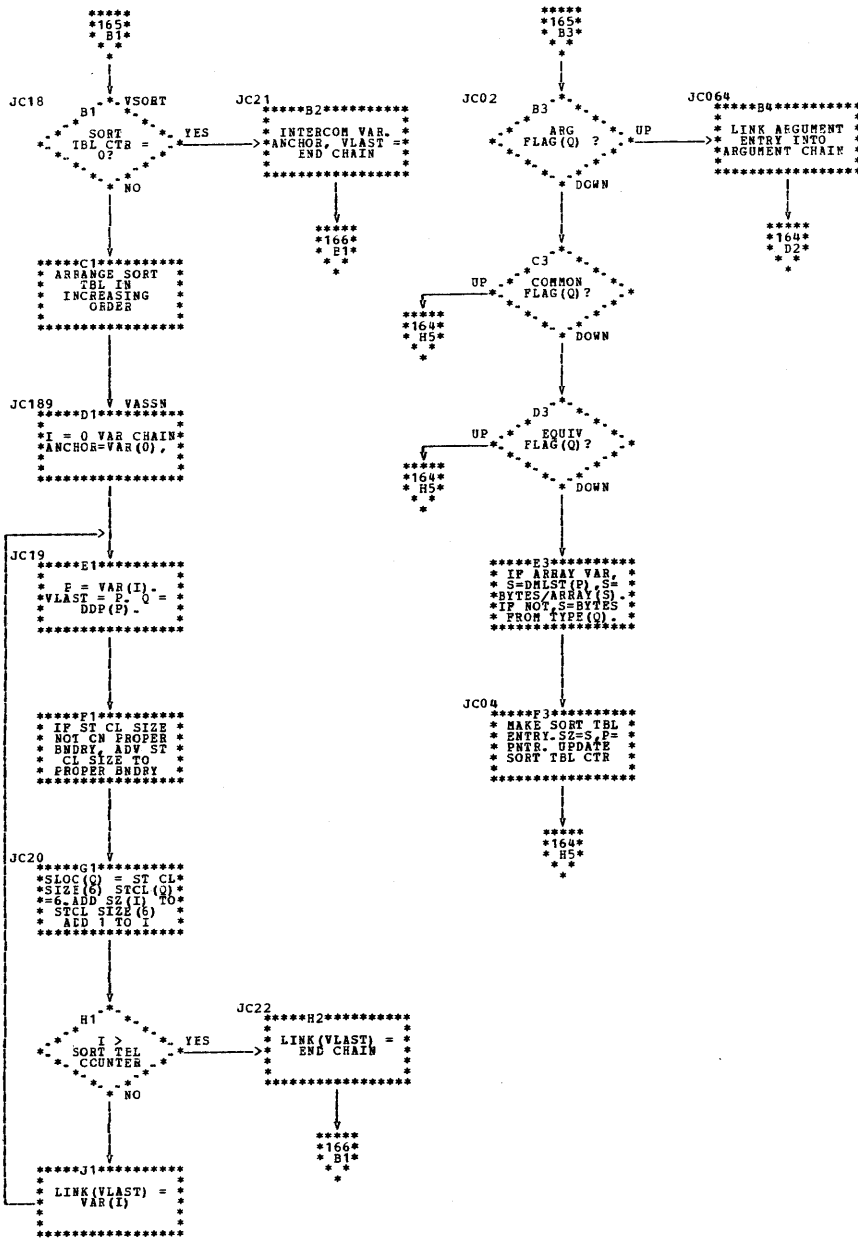 165
B1
JC18
VSORT
B1
SORT
TBL CTR =
0?
YES
NO
JC21
B2
INTERCOM VAR.
ANCHOR, VLAST =
END CHAIN
166
B1
C1
ARRANGE SORT
TBL IN
INCREASING
ORDER
JC189
VASSN
D1
I = 0 VAR CHAIN
ANCHOR=VAR(0),
JC19
E1
P = VAR(I).
VLAST = P. Q =
DDP(P).
F1
IF ST CL SIZE
NOT CN PROPER
BNDRY, ADV ST
CL SIZE TO
PROPER BNDRY
JC20
G1
SLOC(Q) = ST CL
SIZE(6) STCL(Q)
=6.ADD SZ(I) TO
STCL SIZE(6)
ADD 1 TO I
H1
I >
SORT TEL
CCUNTER
YES
NO
JC22
H2
LINK(VLAST) =
END CHAIN
166
B1
J1
LINK(VLAST) =
VAR(I)
165
B3
JC02
B3
ARG
FLAG(Q) ?
UP
DOWN
JC064
B4
LINK ARGUMENT
ENTRY INTO
ARGUMENT CHAIN
164
D2
C3
COMMON
FLAG(Q)?
UP
DOWN
164
H5
D3
EQUIV
FLAG(Q)?
UP
DOWN
164
H5
E3
IF ARRAY VAR,
S=DMLST(P),S=
BYTES/ARRAY(S).
IF NOT,S=BYTES
FROM TYPE(Q).
JC04
F3
MAKE SORT TBL
ENTRY.SZ=S,P=
PNTR. UPDATE
SORT TBL CTR
164
H5